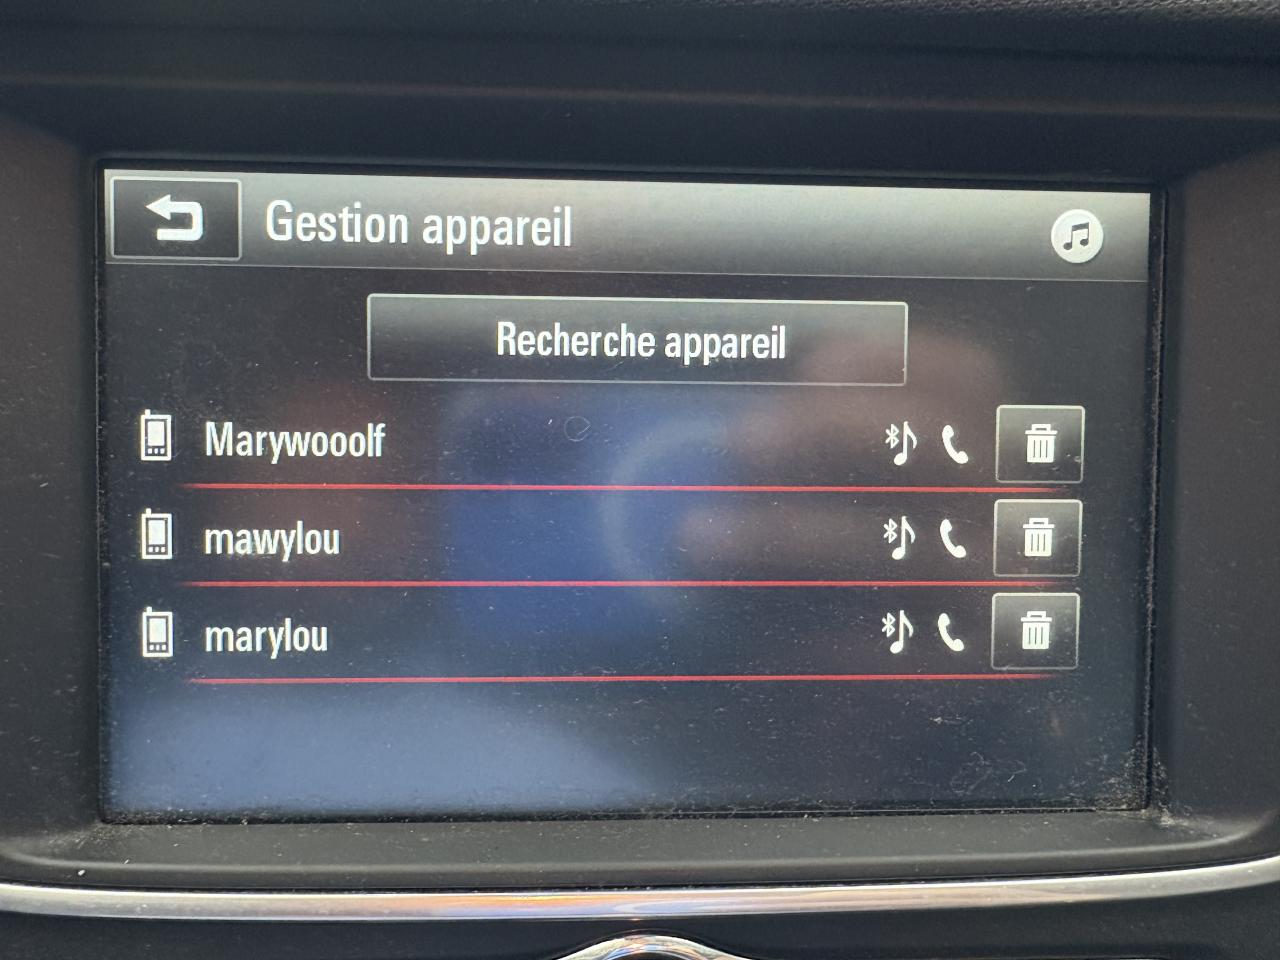 Gestion appareil
Recherche appareil
Marywooolf
mawylou
marylou